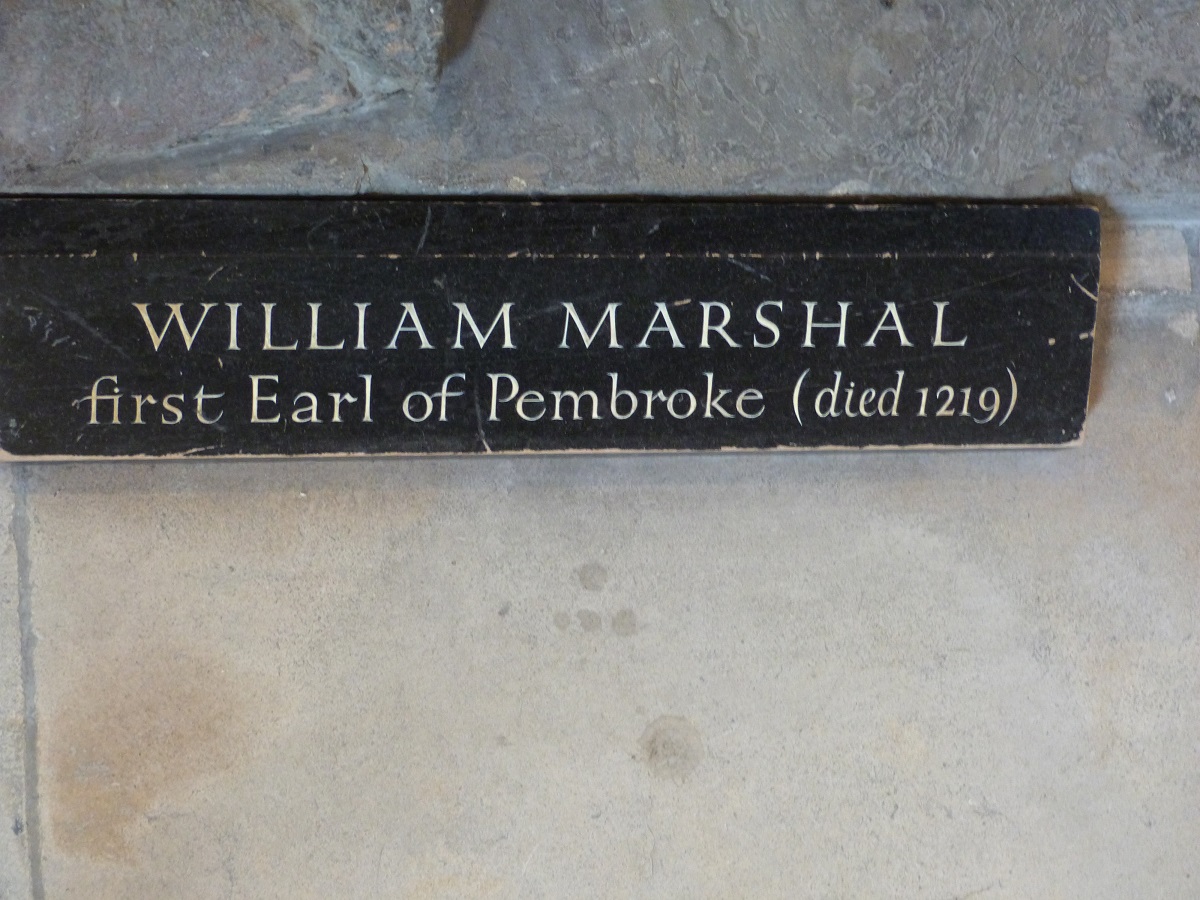 WILLIAM MARSHAL
first Earl of Pembroke (died 1219)